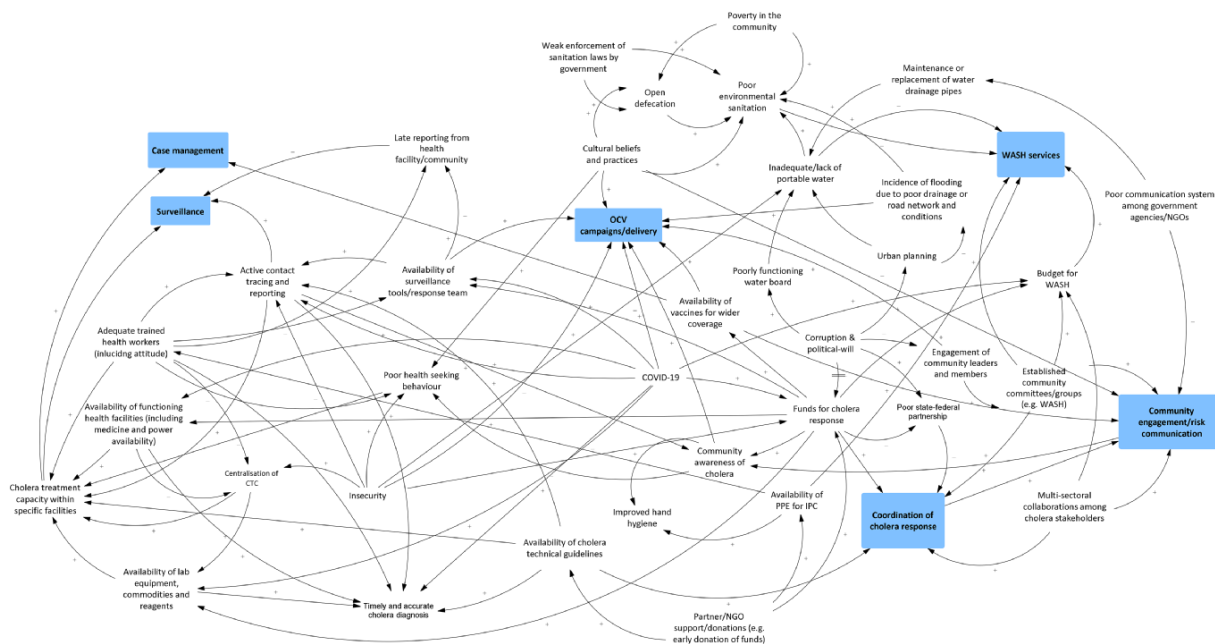 Poverty in the
community
Weak enforcement of
sanitation laws by
government
Maintenance or
replacement of water
drainage pipes
Open
defecation
Poor
environmental
sanitation
Late reporting from
health
facility/community
Case management
Cultural beliefs
and practices
WASH services
Inadequate/lack of
portable water
Incidence of flooding
due to poor drainage or
road network and
conditions
Poor communication system
among government
agencies/NGOs
Surveillance
OCV
campaigns/delivery
Urban planning
Active contact
tracing and
reporting
Availability of
surveillance
tools/response team
Poorly functioning
water board
Budget for
WASH
Availability of
vaccines for wider
coverage
Adequate trained
health workers
(inlucidng attitude)
Corruption &
political-will
Engagement of
community leaders
and members
Poor health seeking
behaviour
COVID-19
Established
community
committees/groups
(e.g. WASH)
Availability of functioning
health facilities (including
medicine and power
availability)
Funds for cholera
response
Poor state-federal
partnership
Community
engagement/risk
communication
Community
awareness of
cholera
Centralisation of
CTC
Cholera treatment
capacity within
specific facilities
Insecurity
Improved hand
hygiene
Availability of
PPE for IPC
Coordination of
cholera response
Multi-sectoral
collaborations among
cholera stakeholders
Availability of cholera
technical guidelines
Availability of lab
equipment,
commodities and
reagents
Timely and accurate
cholera diagnosis
Partner/NGO
support/donations (e.g.
early donation of funds)